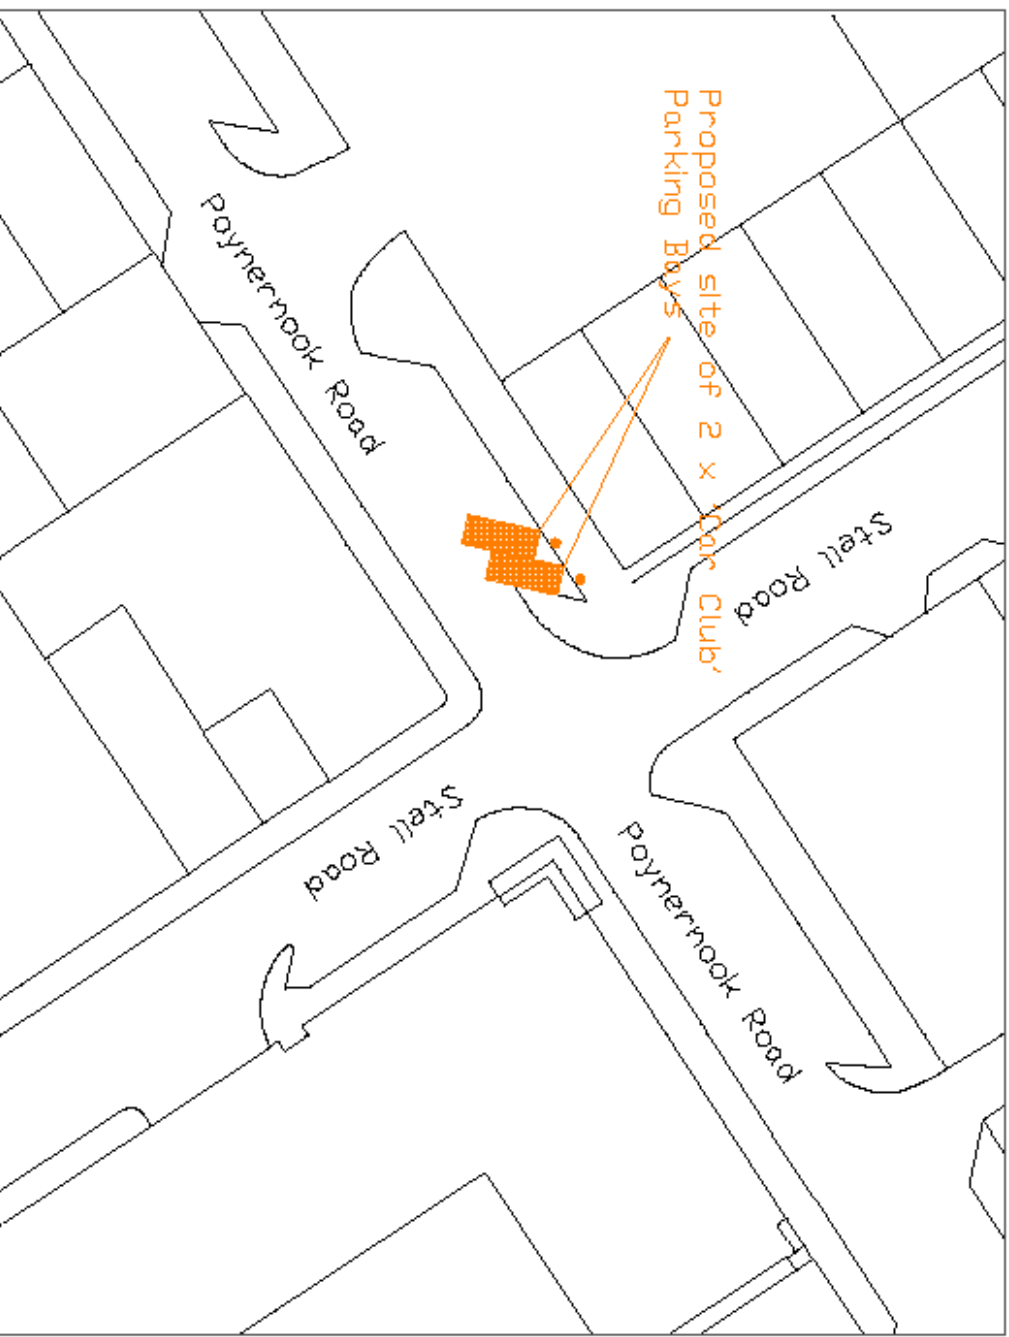 Proposed site of 2 x 'Car Club'
Parking Bays
Poynernook Road
Stell Road
Stell Road
Poynernook Road